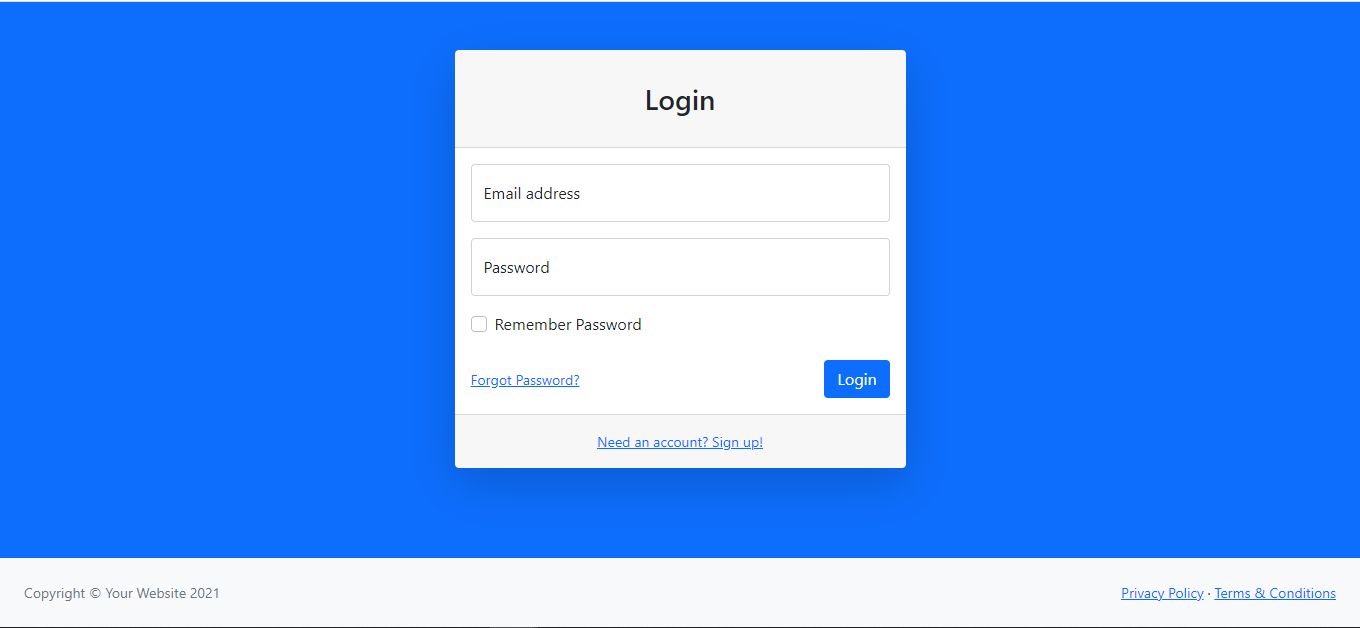 Login
Email address
Password
Remember Password
Forgot Password?
Login
Need an account? Sign up!
Copyright © Your Website 2021
Privacy Policy · Terms & Conditions